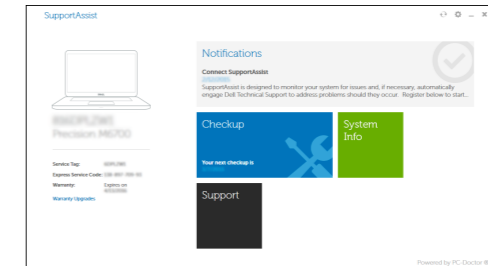 SupportAssist
Precision M6700
Service Tag:
Express Service Code:
Warranty:
Expires on
Warranty Upgrades
Notifications
Connect SupportAssist
SupportAssist is designed to monitor your system for issues and, if necessary, automatically
engage Dell Technical Support to address problems should they occur. Register below to start...
Checkup
Your next checkup is
System
Info
Support
Powered by PC-Doctor ®